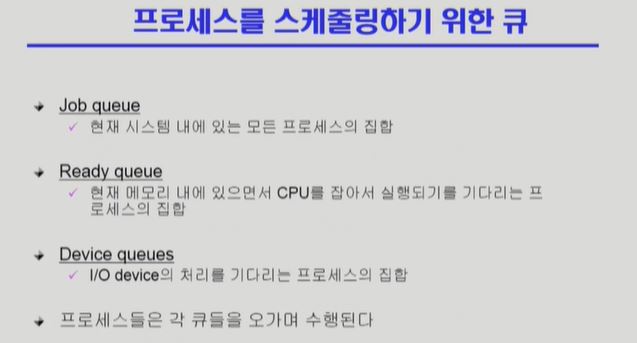 프로세스를 스케줄링하기 위한 큐
Job queue
현재 시스템 내에 있는 모든 프로세스의 집합
Ready queue
현재 메모리 내에 있으면서 CPU를 잡아서 실행되기를 기다리는 프
로세스의 집합
Device queues
I/O device의 처리를 기다리는 프로세스의 집합
프로세스들은 각 큐들을 오가며 수행된다